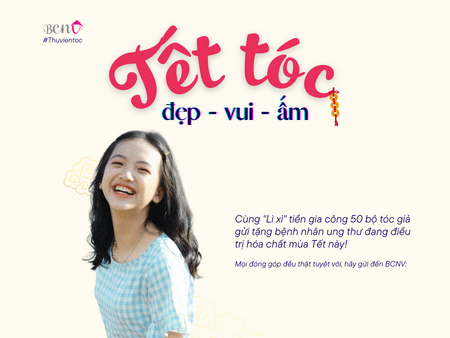 BCNV
#Thuvientoc
Tết tóc
đẹp - vui - ấm
Cùng "Lì xì" tiền gia công 50 bộ tóc giả
gửi tặng bệnh nhân ung thư đang điều
trị hóa chất mùa Tết này!
Mọi đóng góp đều thật tuyệt vời, hãy gửi đến BCNV: